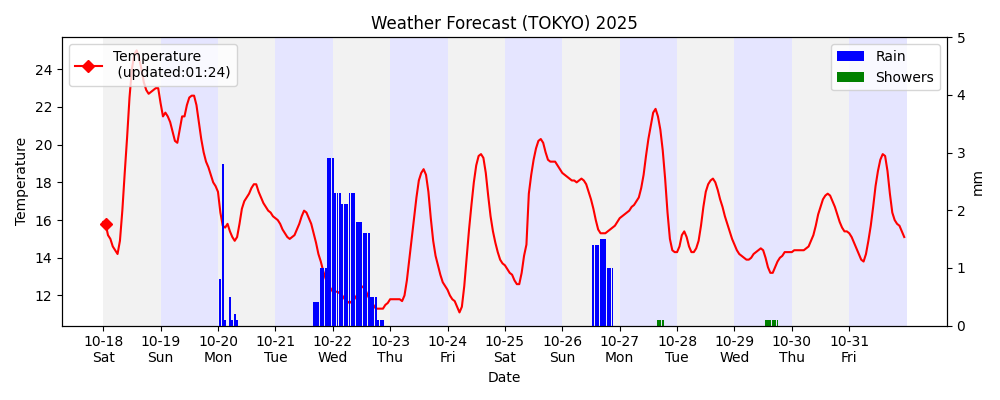 Weather Forecast (TOKYO) 2025
Temperature
(updated:01:24)
Rain
Showers
Temperature
24
22
20
18
16
14
12
5
4
3
2
1
0
mm
10-18 10-19 10-20 10-21 10-22 10-23 10-24 10-25 10-26 10-27 10-28 10-29 10-30 10-31
Sat Sun Mon Tue Wed Thu Fri Sat Sun Mon Tue Wed Thu Fri
Date